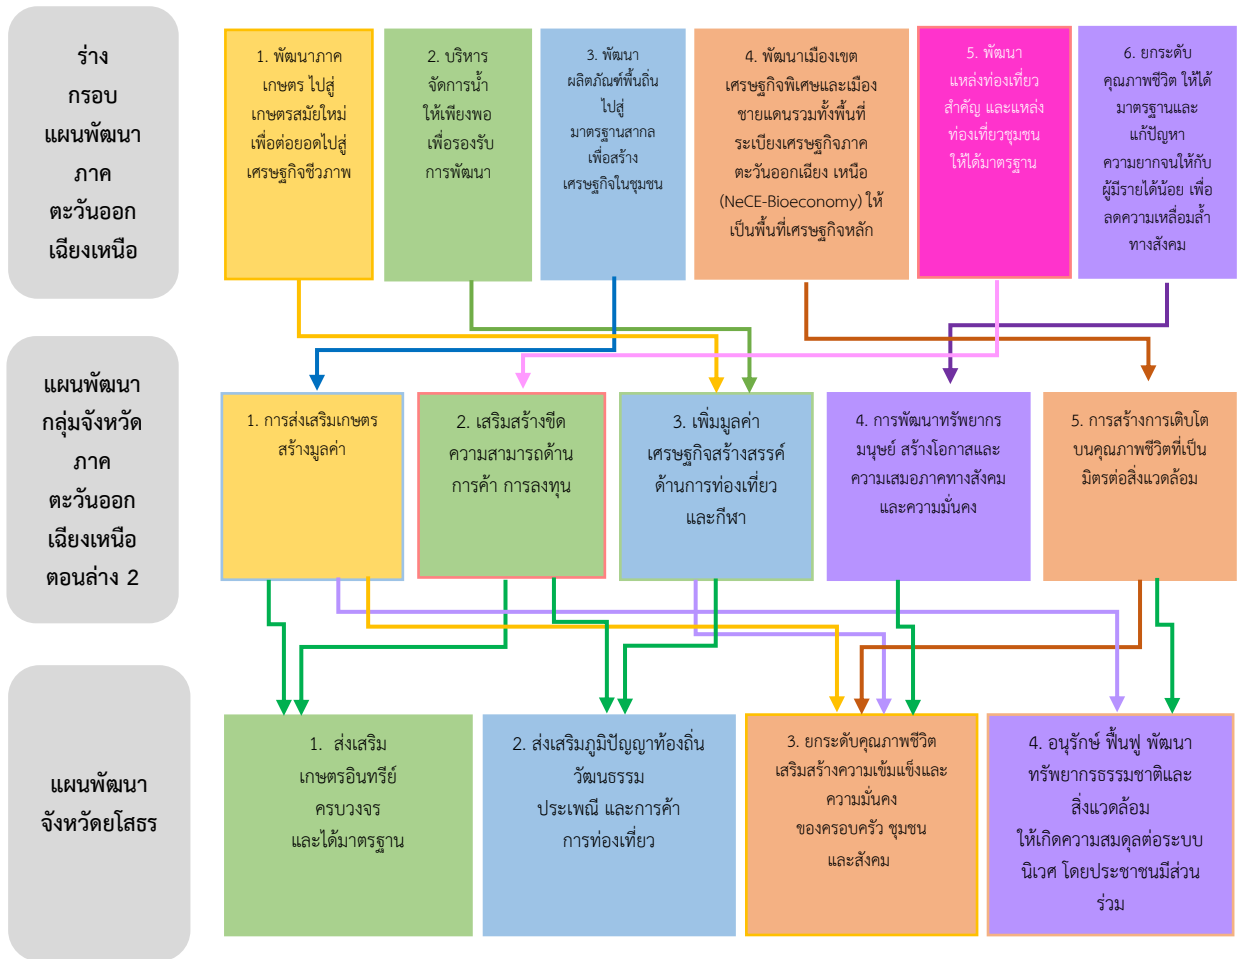 ร่าง
กรอบ
แผนพัฒนา
ภาค
ตะวันออก
เฉียงเหนือ
1. พัฒนาภาค
เกษตร ไปสู่
เกษตรสมัยใหม่
เพื่อต่อยอดไปสู่
เศรษฐกิจชีวภาพ
2. บริหาร
จัดการน้ำ
ให้เพียงพอ
เพื่อรองรับ
การพัฒนา
3. พัฒนา
ผลิตภัณฑ์พื้นถิ่น
ไปสู่
มาตรฐานสากล
เพื่อสร้าง
เศรษฐกิจในชุมชน
4. พัฒนาเมืองเขต
เศรษฐกิจพิเศษและเมือง
ชายแดนรวมทั้งพื้นที่
ระเบียงเศรษฐกิจภาค
ตะวันออกเฉียง เหนือ
(NeCE-Bioeconomy) ให้
เป็นพื้นที่เศรษฐกิจหลัก
5. พัฒนา
แหล่งท่องเที่ยว
สำคัญ และแหล่ง
ท่องเที่ยวชุมชน
ให้ได้มาตรฐาน
6. ยกระดับ
คุณภาพชีวิต ให้ได้
มาตรฐานและ
แก้ปัญหา
ความยากจนให้กับ
ผู้มีรายได้น้อย เพื่อ
ลดความเหลื่อมล้ำ
ทางสังคม
แผนพัฒนา
กลุ่มจังหวัด
ภาค
ตะวันออก
เฉียงเหนือ
ตอนล่าง 2
1. การส่งเสริมเกษตร
สร้างมูลค่า
2. เสริมสร้างขีด
ความสามารถด้าน
การค้า การลงทุน
3. เพิ่มมูลค่า
เศรษฐกิจสร้างสรรค์
ด้านการท่องเที่ยว
และกีฬา
4. การพัฒนาทรัพยากร
มนุษย์ สร้างโอกาสและ
ความเสมอภาคทางสังคม
และความมั่นคง
5. การสร้างการเติบโต
บนคุณภาพชีวิตที่เป็น
มิตรต่อสิ่งแวดล้อม
แผนพัฒนา
จังหวัดยโสธร
1. ส่งเสริม
เกษตรอินทรีย์
ครบวงจร
และได้มาตรฐาน
2. ส่งเสริมภูมิปัญญาท้องถิ่น
วัฒนธรรม
ประเพณี และการค้า
การท่องเที่ยว
3. ยกระดับคุณภาพชีวิต
เสริมสร้างความเข้มแข็งและ
ความมั่นคง
ของครอบครัว ชุมชน
และสังคม
4. อนุรักษ์ ฟื้นฟู พัฒนา
ทรัพยากรธรรมชาติและ
สิ่งแวดล้อม
ให้เกิดความสมดุลต่อระบบ
นิเวศ โดยประชาชนมีส่วน
ร่วม